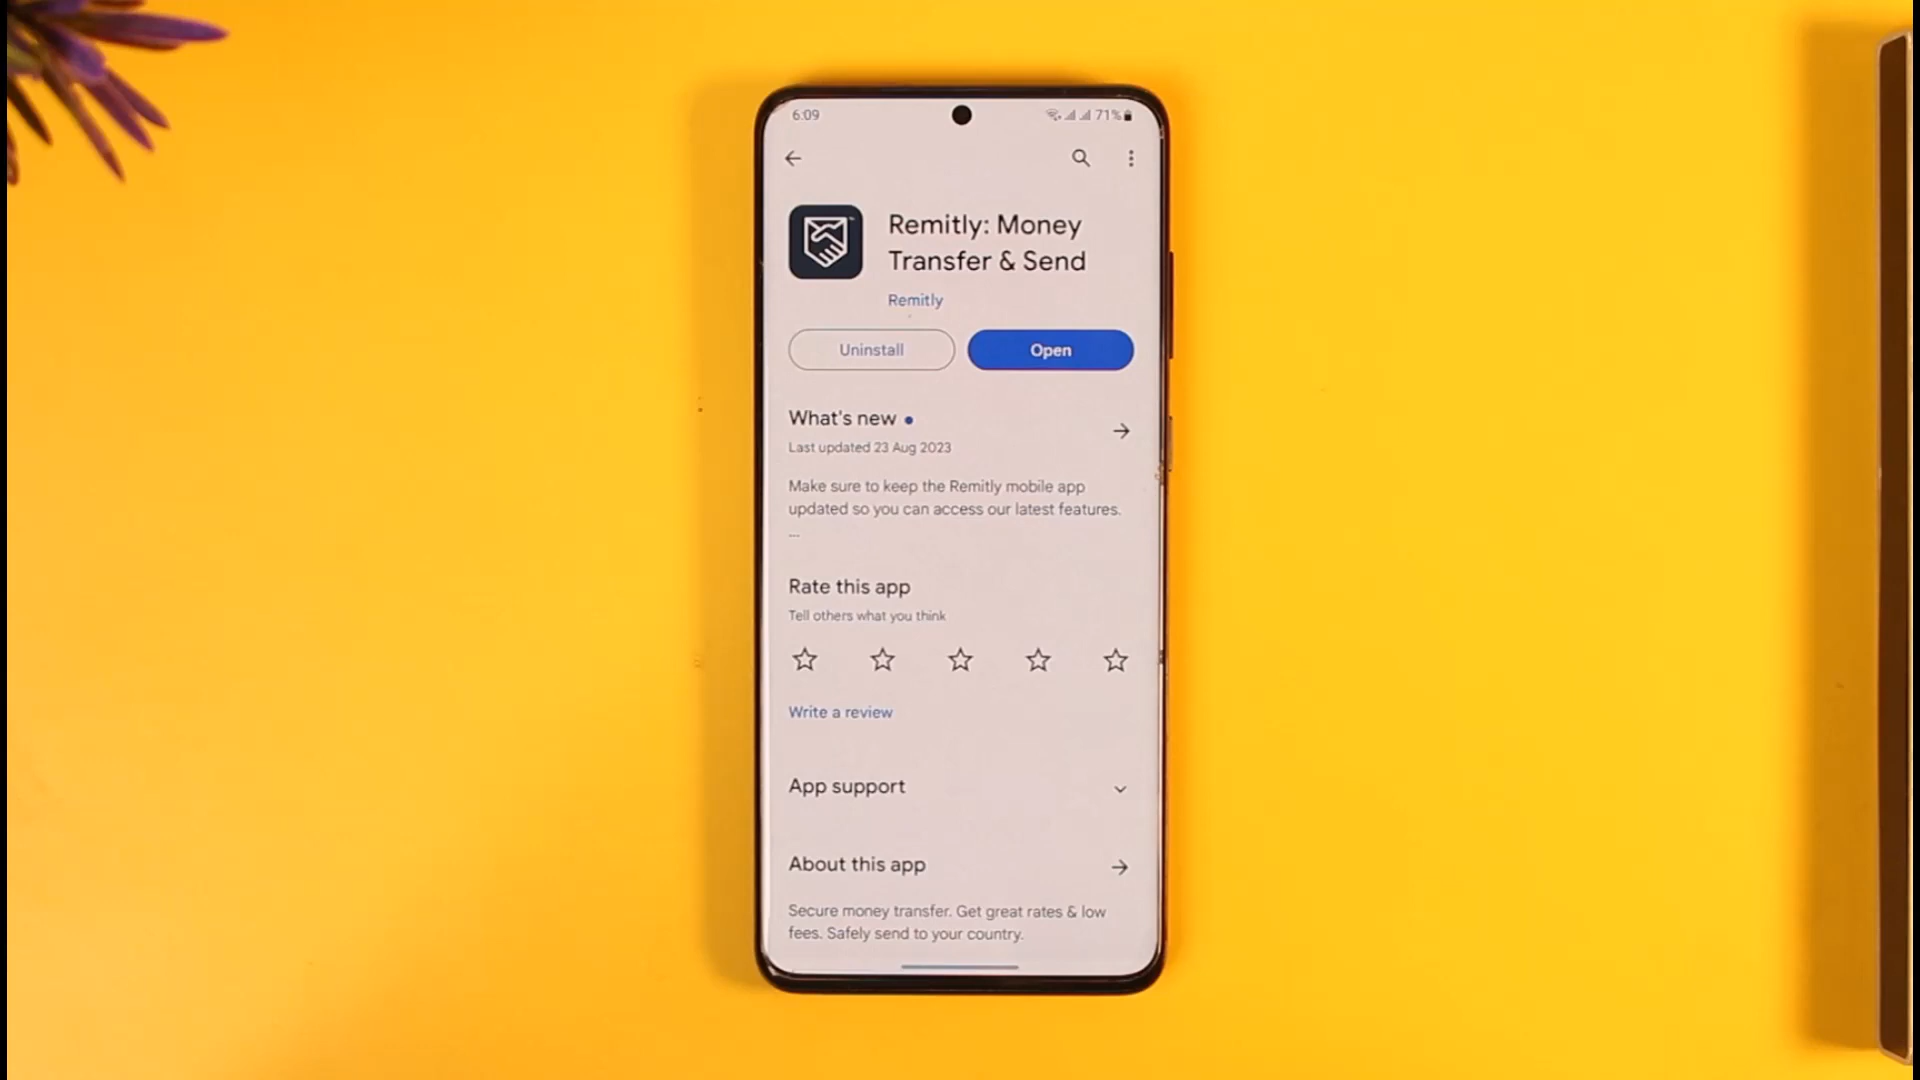 6:09
71%
Remitly: Money
Transfer & Send
Remitly
Uninstall
Open
What's new
Last updated 23 Aug 2023
Make sure to keep the Remitly mobile app
updated so you can access our latest features.
...
Rate this app
Tell others what you think
Write a review
App support
About this app
Secure money transfer. Get great rates & low
fees. Safely send to your country.